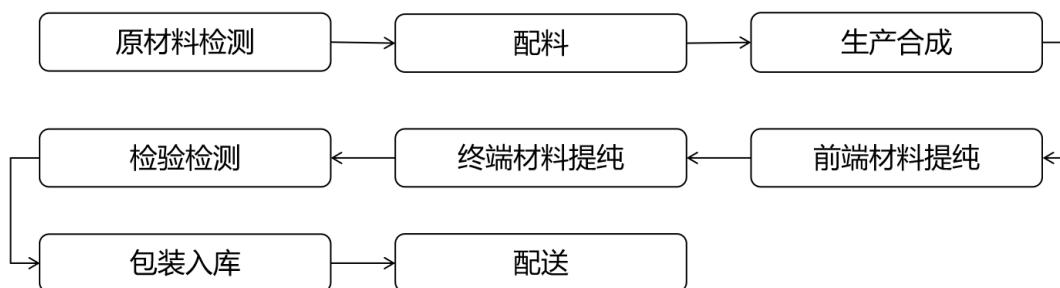 原材料检测
配料
生产合成
前端材料提纯
终端材料提纯
检验检测
包装入库
配送